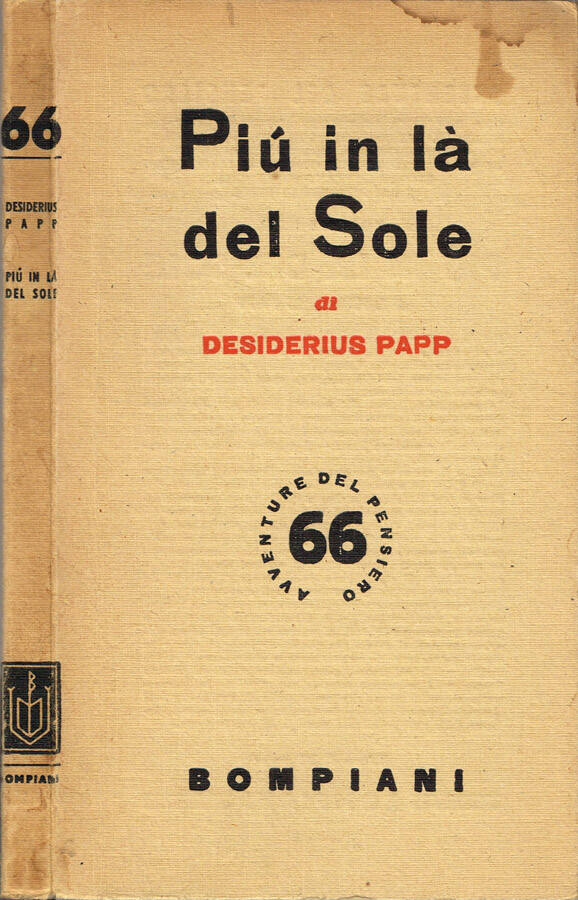 66
DESIDERIUS
PAPP
PIÚ IN LÀ
DEL SOLE
B
OMPIANI
Piú in là
del Sole
di
DESIDERIUS PAPP
AVVENTURE DEL PENSIERO
66
BOMPIANI